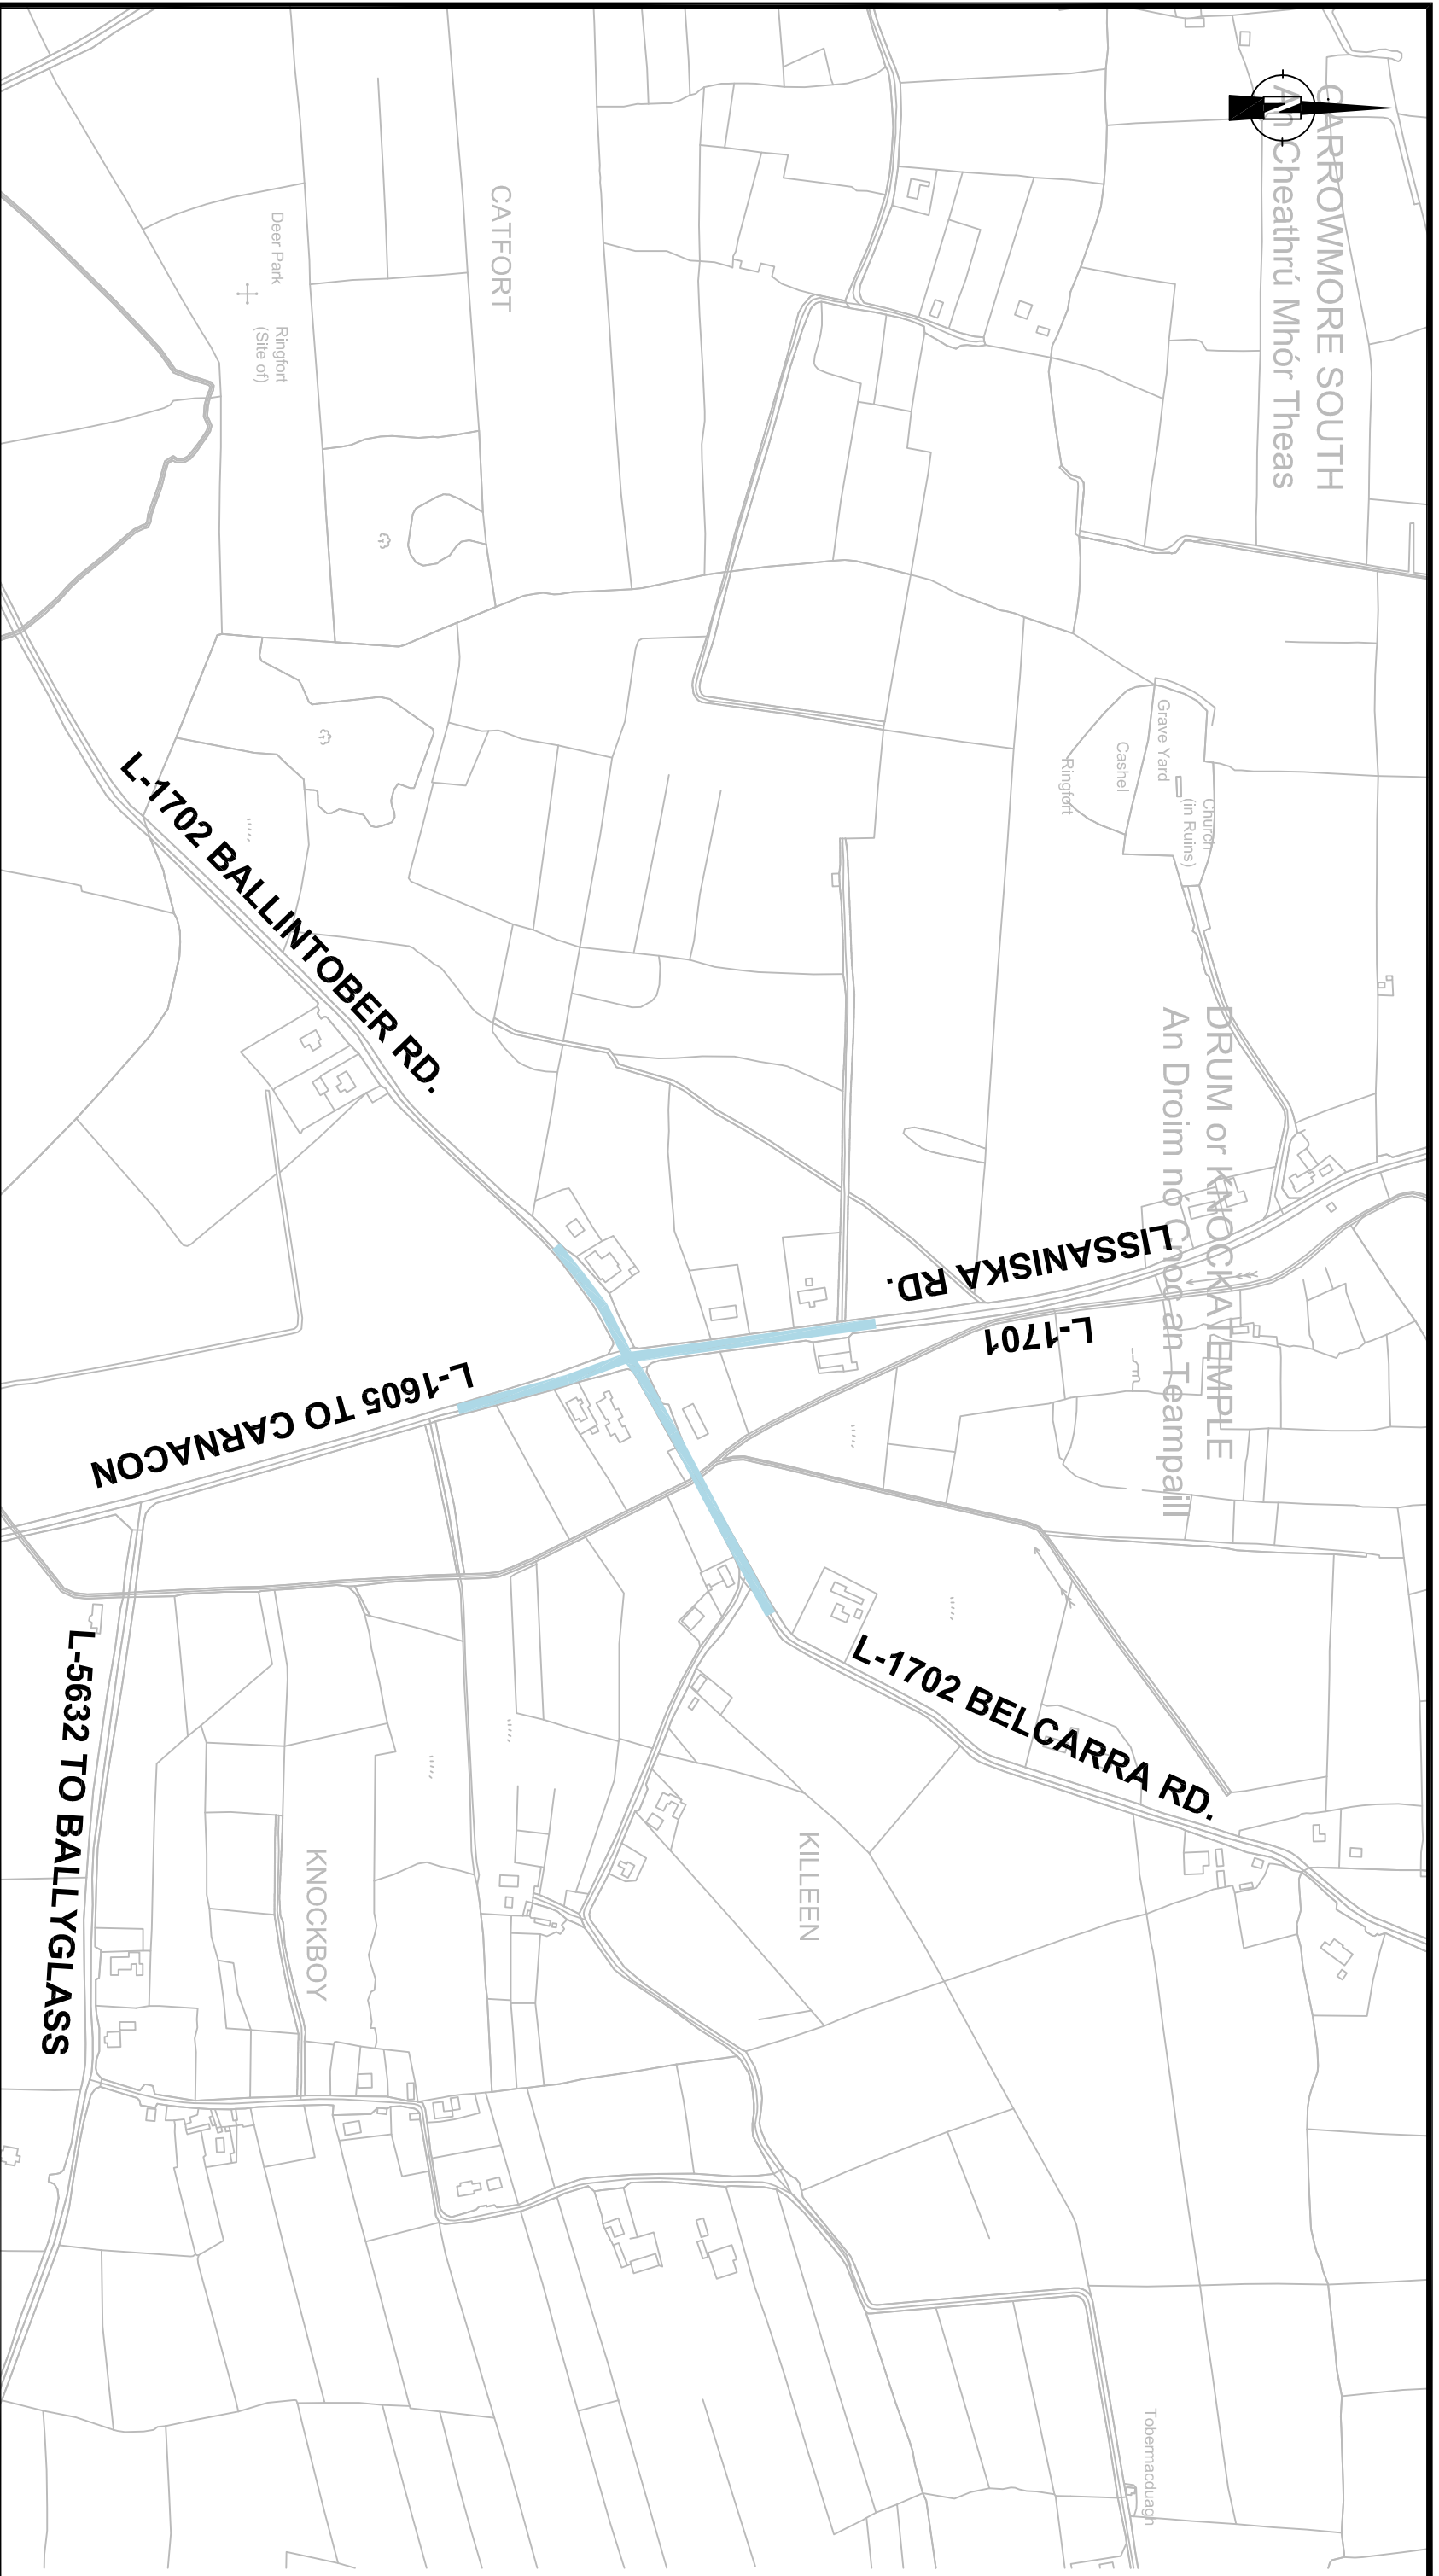 CARROWMORE SOUTH
An Cheathrú Mhór Theas
N
CATFORT
Deer Park
Ringfort
(Site of)
Grave Yard
Cashel
Ringfort
Church
(in Ruins)
DRUM or KNOCKATEMPLE
An Droim nó Cnoc an Teampaill
L-1702 BALLINTOBER RD.
LISSANISKA RD.
L-1701
L-1605 TO CARNACON
L-1702 BELCARRA RD.
L-5632 TO BALLYGLASS
KILLEEN
KNOCKBOY
Tobermacduagh